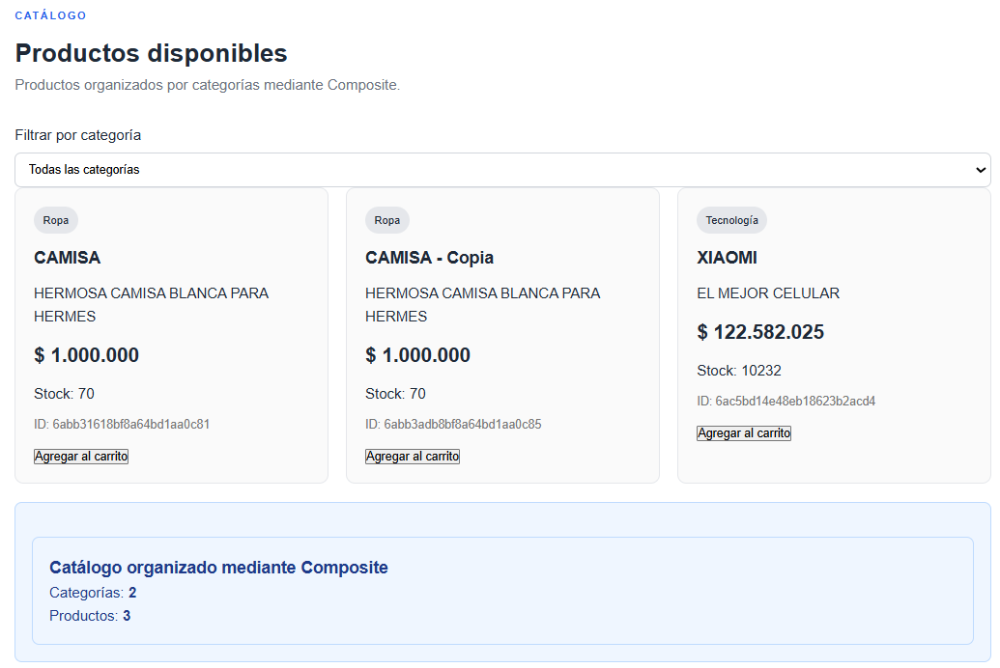 CATÁLOGO
Productos disponibles
Productos organizados por categorías mediante Composite.
Filtrar por categoría
Todas las categorías
Ropa
CAMISA
HERMOSA CAMISA BLANCA PARA
HERMES
$ 1.000.000
Stock: 70
ID: 6abb31618bf8a64bd1aa0c81
Agregar al carrito
Ropa
CAMISA - Copia
HERMOSA CAMISA BLANCA PARA
HERMES
$ 1.000.000
Stock: 70
ID: 6abb3adb8bf8a64bd1aa0c85
Agregar al carrito
Tecnología
XIAOMI
EL MEJOR CELULAR
$ 122.582.025
Stock: 10232
ID: 6ac5bd14e48eb18623b2acd4
Agregar al carrito
Catálogo organizado mediante Composite
Categorías: 2
Productos: 3